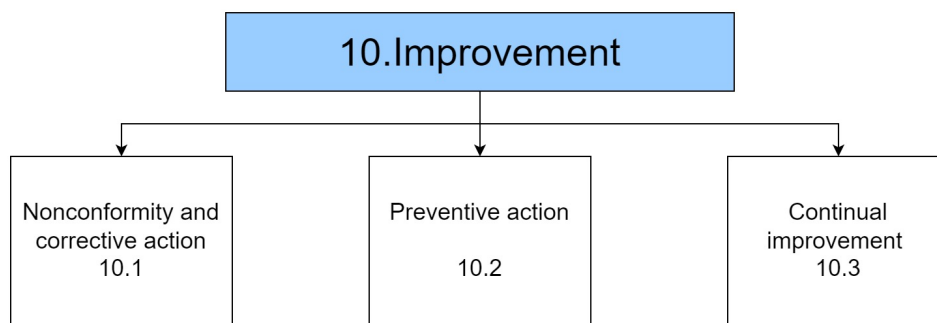 10.Improvement
Nonconformity and
corrective action
10.1
Preventive action
10.2
Continual
improvement
10.3